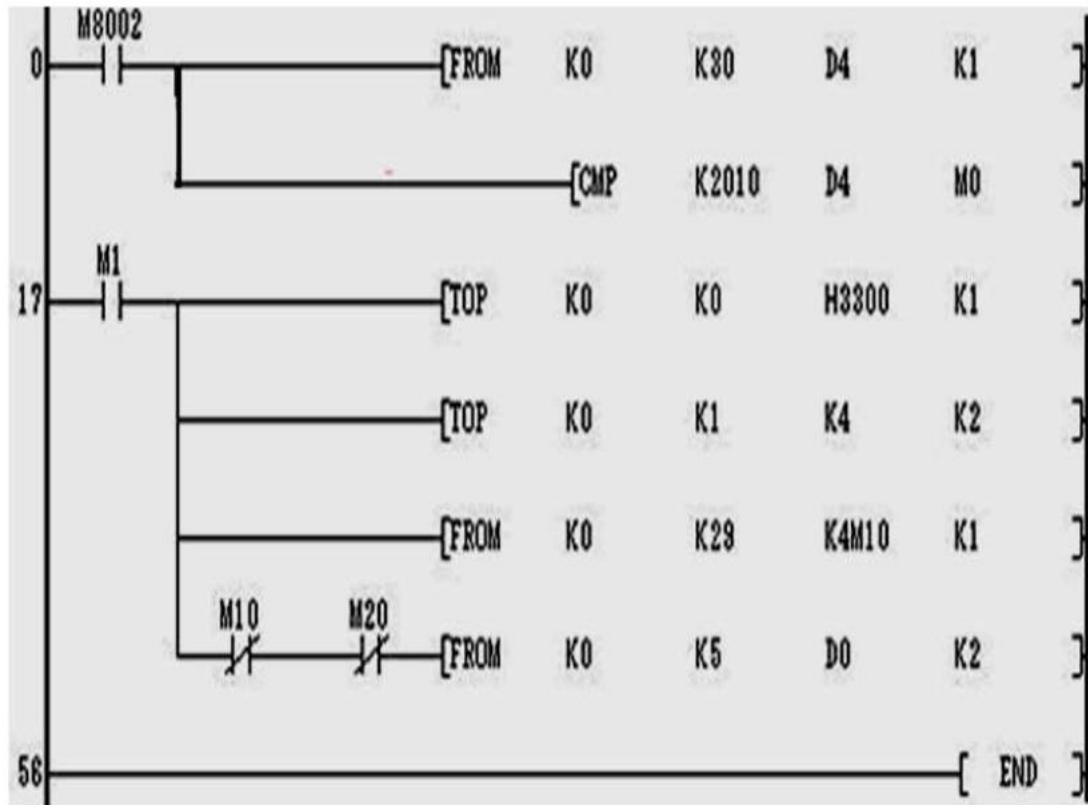 M8002
0 [FROM K0 K30 D4 K1 ]
[CMP K2010 D4 M0 ]
M1
17 [TOP K0 K0 H3300 K1 ]
[TOP K0 K1 K4 K2 ]
[FROM K0 K29 K4M10 K1 ]
M10 M20
[FROM K0 K5 D0 K2 ]
56 [ END ]